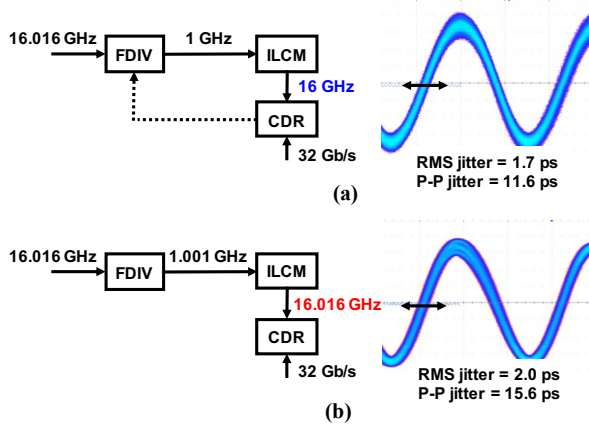 16.016 GHz
FDIV
1 GHz
ILCM
16 GHz
CDR
32 Gb/s
RMS jitter = 1.7 ps
P-P jitter = 11.6 ps
(a)
16.016 GHz
FDIV
1.001 GHz
ILCM
16.016 GHz
CDR
32 Gb/s
RMS jitter = 2.0 ps
P-P jitter = 15.6 ps
(b)